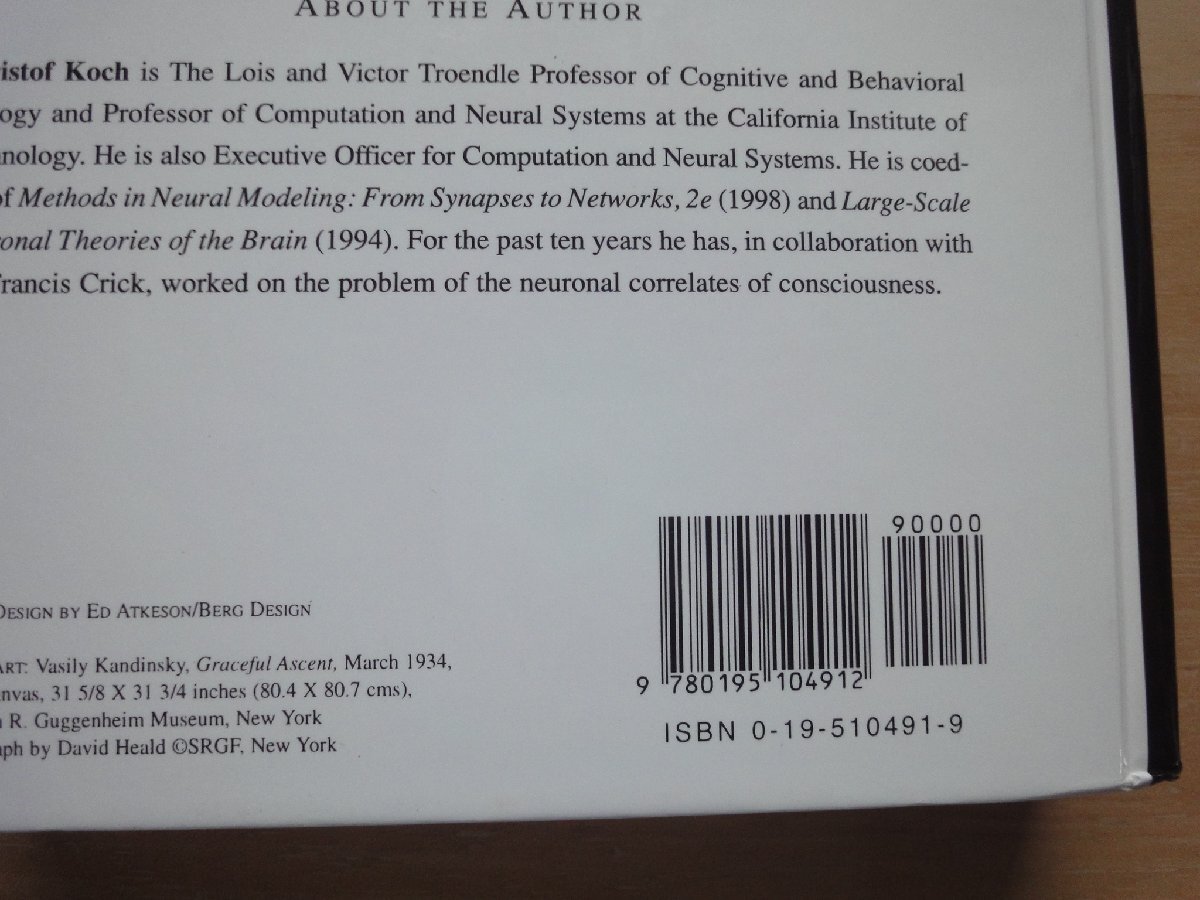 ABOUT THE AUTHOR
istof Koch is The Lois and Victor Troendle Professor of Cognitive and Behavioral
ogy and Professor of Computation and Neural Systems at the California Institute of
nology. He is also Executive Officer for Computation and Neural Systems. He is coed-
of Methods in Neural Modeling: From Synapses to Networks, 2e (1998) and Large-Scale
onal Theories of the Brain (1994). For the past ten years he has, in collaboration with
rancis Crick, worked on the problem of the neuronal correlates of consciousness.
90000
DESIGN BY ED ATKESON/BERG DESIGN
ART: Vasily Kandinsky, Graceful Ascent, March 1934,
nvas, 31 5/8 X 31 3/4 inches (80.4 X 80.7 cms),
R. Guggenheim Museum, New York
aph by David Heald ©SRGF, New York
9 780195 104912
ISBN 0-19-510491-9